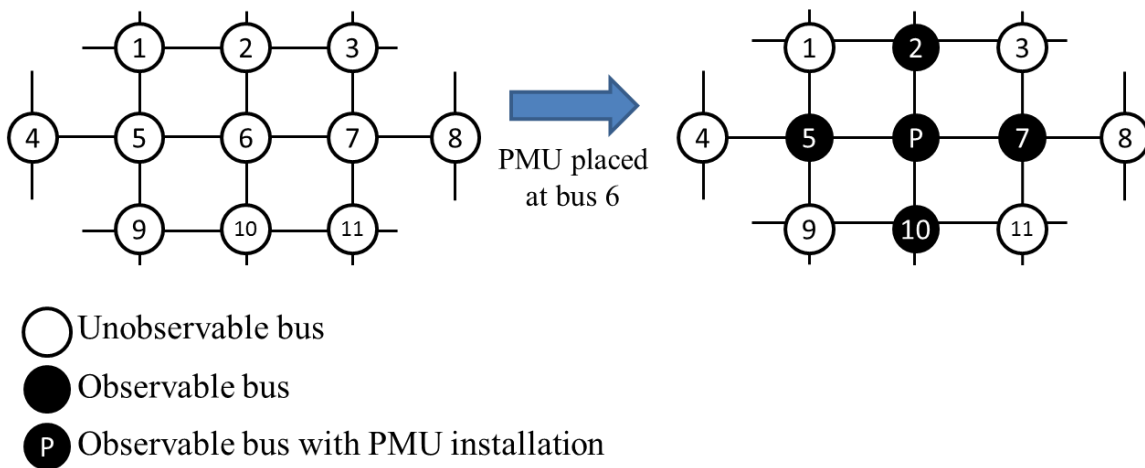 1 2 3
4 5 6 7 8
9 10 11
PMU placed
at bus 6
1 2 3
4 5 P 7 8
9 10 11
Unobservable bus
Observable bus
P Observable bus with PMU installation